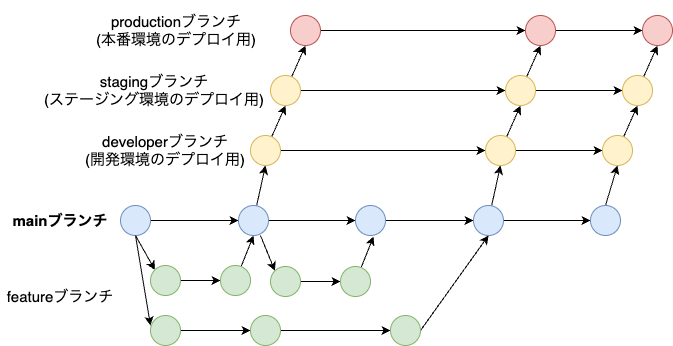 productionブランチ
(本番環境のデプロイ用)
stagingブランチ
(ステージング環境のデプロイ用)
developerブランチ
(開発環境のデプロイ用)
mainブランチ
featureブランチ